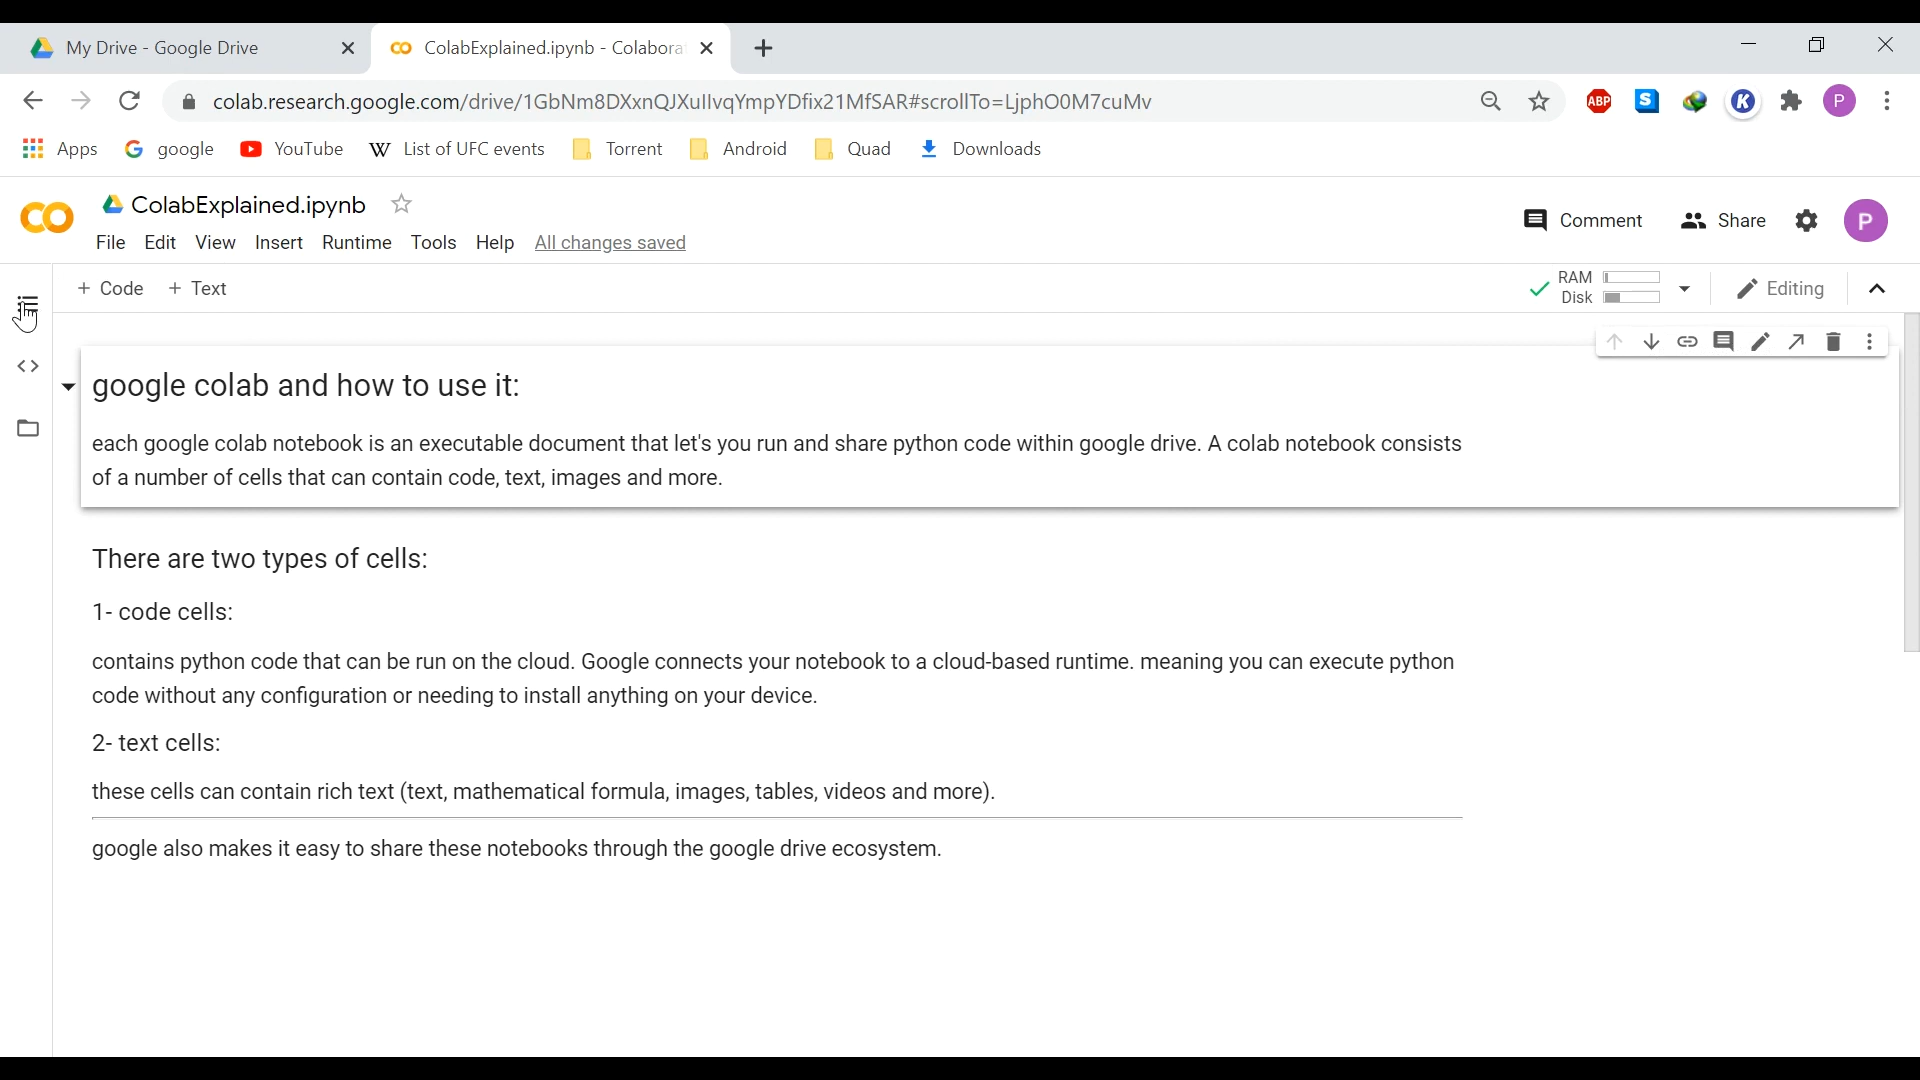 My Drive - Google Drive
ColabExplained.ipynb - Colabora
colab.research.google.com/drive/1GbNm8DXxnQJXuIlvqYmpYDfix21MfSAR#scrollTo=LjphO0M7cuMv
ABP S K P
Apps google YouTube W List of UFC events Torrent Android Quad Downloads
CO ColabExplained.ipynb
Comment Share P
File Edit View Insert Runtime Tools Help All changes saved
+ Code + Text
RAM
Disk
Editing
google colab and how to use it:
each google colab notebook is an executable document that let's you run and share python code within google drive. A colab notebook consists
of a number of cells that can contain code, text, images and more.
There are two types of cells:
1- code cells:
contains python code that can be run on the cloud. Google connects your notebook to a cloud-based runtime. meaning you can execute python
code without any configuration or needing to install anything on your device.
2- text cells:
these cells can contain rich text (text, mathematical formula, images, tables, videos and more).
google also makes it easy to share these notebooks through the google drive ecosystem.